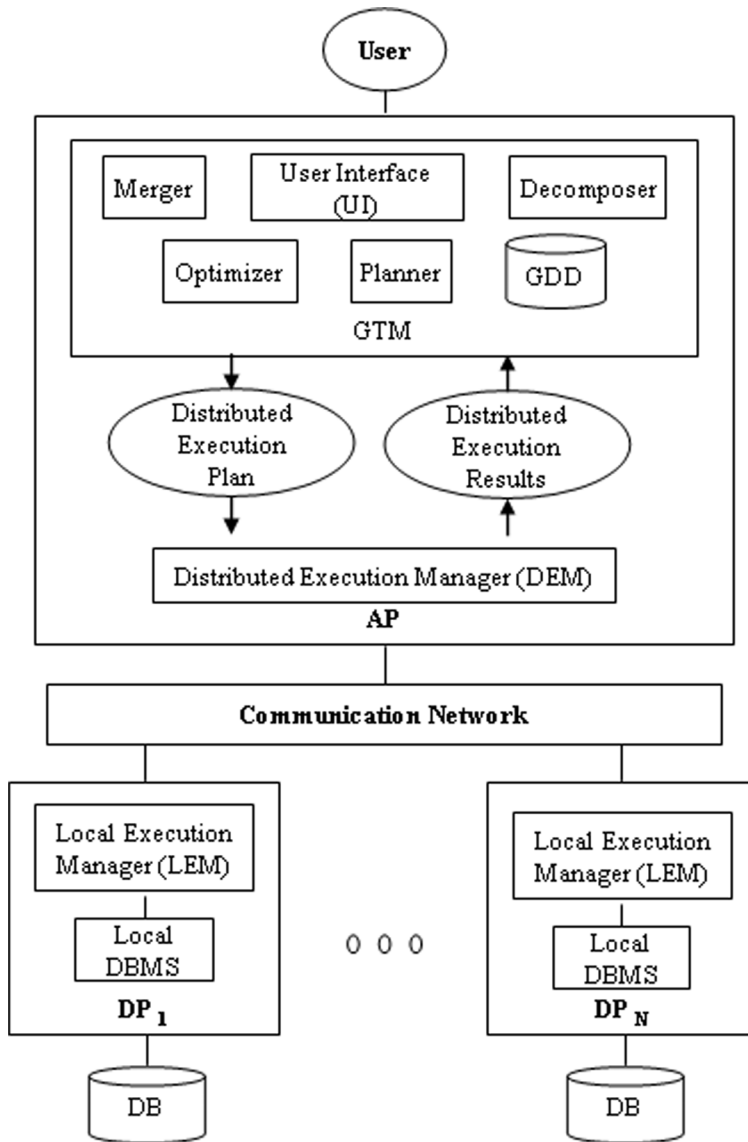 User
Merger
User Interface
(UI)
Decomposer
Optimizer
Planner
GDD
GTM
Distributed
Execution
Plan
Distributed
Execution
Results
Distributed Execution Manager (DEM)
AP
Communication Network
Local Execution
Manager (LEM)
Local
DBMS
DP 1
DB
0 0 0
Local Execution
Manager (LEM)
Local
DBMS
DP N
DB